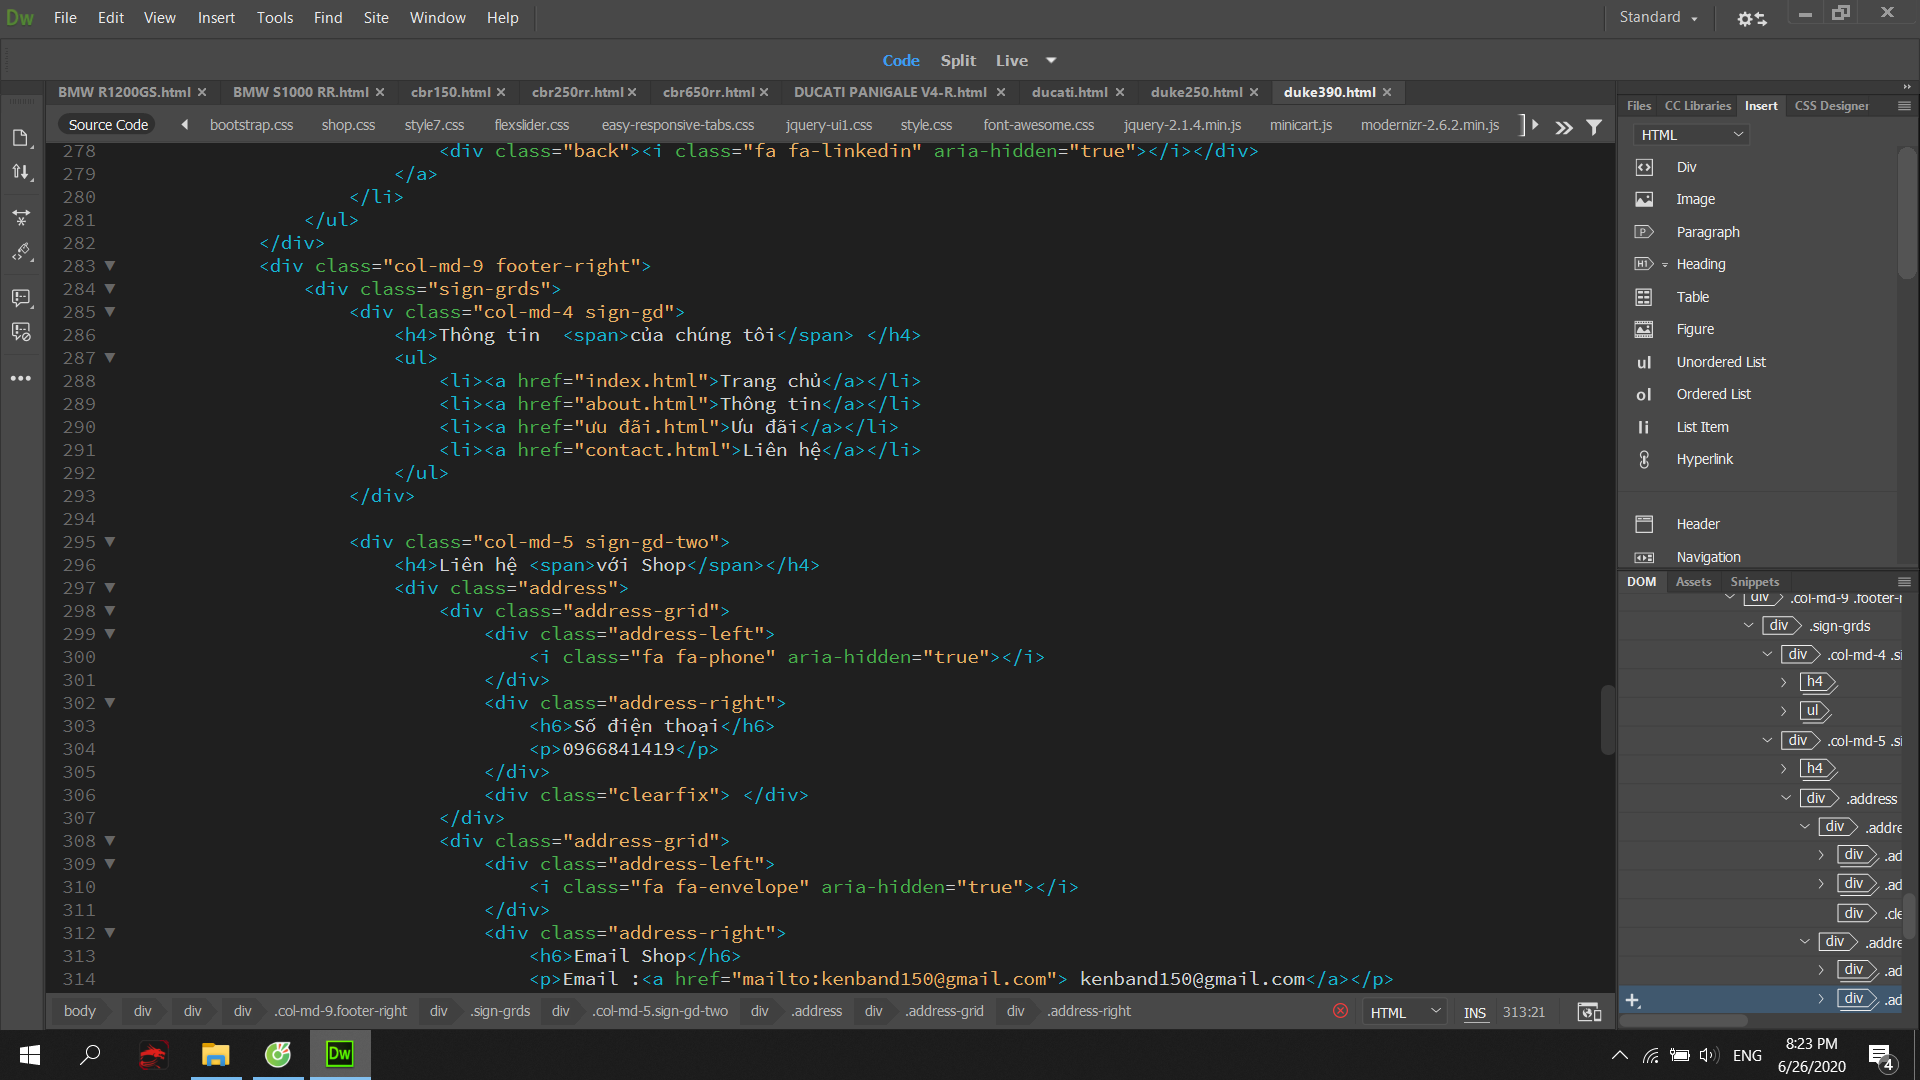 Dw File Edit View Insert Tools Find Site Window Help Standard
Code Split Live
BMW R1200GS.html BMW S1000 RR.html cbr150.html cbr250rr.html cbr650rr.html DUCATI PANIGALE V4-R.html ducati.html duke250.html duke390.html
Source Code bootstrap.css shop.css style7.css flexslider.css easy-responsive-tabs.css jquery-ui1.css style.css font-awesome.css jquery-2.1.4.min.js minicart.js modernizr-2.6.2.min.js ]
278 <div class="back"><i class="fa fa-linkedin" aria-hidden="true"></i></div>
279 </a>
280 </li>
281 </ul>
282 </div>
283 <div class="col-md-9 footer-right">
284 <div class="sign-grds">
285 <div class="col-md-4 sign-gd">
286 <h4>Thông tin  <span>của chúng tôi</span> </h4>
287 <ul>
288 <li><a href="index.html">Trang chủ</a></li>
289 <li><a href="about.html">Thông tin</a></li>
290 <li><a href="ưu đãi.html">Ưu đãi</a></li>
291 <li><a href="contact.html">Liên hệ</a></li>
292 </ul>
293 </div>
294
295 <div class="col-md-5 sign-gd-two">
296 <h4>Liên hệ <span>với Shop</span></h4>
297 <div class="address">
298 <div class="address-grid">
299 <div class="address-left">
300 <i class="fa fa-phone" aria-hidden="true"></i>
301 </div>
302 <div class="address-right">
303 <h6>Số điện thoại</h6>
304 <p>0966841419</p>
305 </div>
306 <div class="clearfix"> </div>
307 </div>
308 <div class="address-grid">
309 <div class="address-left">
310 <i class="fa fa-envelope" aria-hidden="true"></i>
311 </div>
312 <div class="address-right">
313 <h6>Email Shop</h6>
314 <p>Email :<a href="mailto:kenband150@gmail.com"> kenband150@gmail.com</a></p>
body div div div .col-md-9.footer-right div .sign-grds div .col-md-5.sign-gd-two div .address div .address-grid div .address-right HTML INS 313:21
Files CC Libraries Insert CSS Designer
HTML
Div
Image
P Paragraph
H1 Heading
Table
Figure
ul Unordered List
ol Ordered List
li List Item
Hyperlink
Header
Navigation
DOM Assets Snippets
div .col-md-9 .footer-r
div .sign-grds
div .col-md-4 .si
h4
ul
div .col-md-5 .si
h4
div .address
div .addre
div .ad
div .ad
div .cle
div .addre
div .ad
div .ad
Dw ENG 8:23 PM
6/26/2020 4